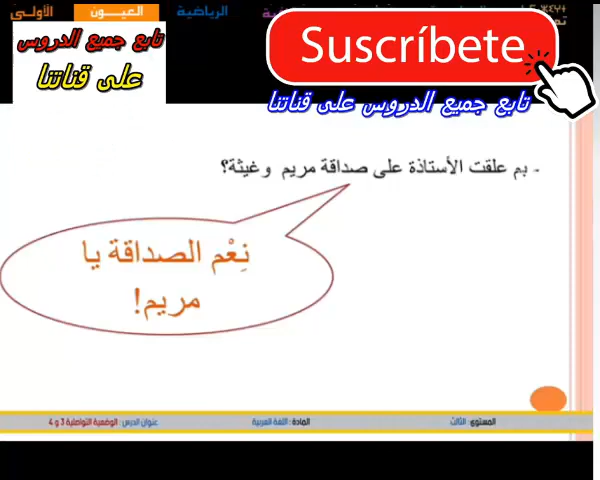 الأولى العيون الرياضية
تابع جميع الدروس
على قناتنا
Suscríbete
تابع جميع الدروس على قناتنا
- بم علقت الأستاذة على صداقة مريم وغيثة؟
نِعْم الصداقة يا
مريم!
المستوى: الثالث المادة : اللغة العربية عنوان الدرس : الوضعية التواصلية 3 و 4